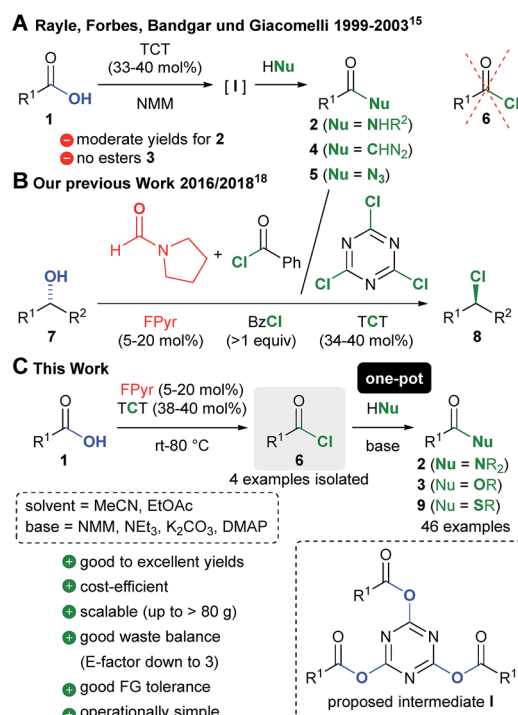 A Rayle, Forbes, Bandgar und Giacomelli 1999-2003¹⁵
O
R¹ OH
1
TCT
(33-40 mol%)
NMM
[ I ]
HNu
O
R¹ Nu
2 (Nu = NHR²)
4 (Nu = CHN₂)
5 (Nu = N₃)
O
R¹ Cl
6
− moderate yields for 2
− no esters 3
B Our previous Work 2016/2018¹⁸
O
H N
+
O
Cl Ph
Cl
N N
Cl N Cl
OH
R¹ R²
7
FPyr
(5-20 mol%)
BzCl
(>1 equiv)
TCT
(34-40 mol%)
Cl
R¹ R²
8
C This Work
O
R¹ OH
1
FPyr (5-20 mol%)
TCT (38-40 mol%)
rt-80 °C
O
R¹ Cl
6
4 examples isolated
one-pot
HNu
base
O
R¹ Nu
2 (Nu = NR₂)
3 (Nu = OR)
9 (Nu = SR)
46 examples
solvent = MeCN, EtOAc
base = NMM, NEt₃, K₂CO₃, DMAP
+ good to excellent yields
+ cost-efficient
+ scalable (up to > 80 g)
+ good waste balance
(E-factor down to 3)
+ good FG tolerance
+ operationally simple
O
R¹ O
O N N O
R¹ O N O R¹
proposed intermediate I